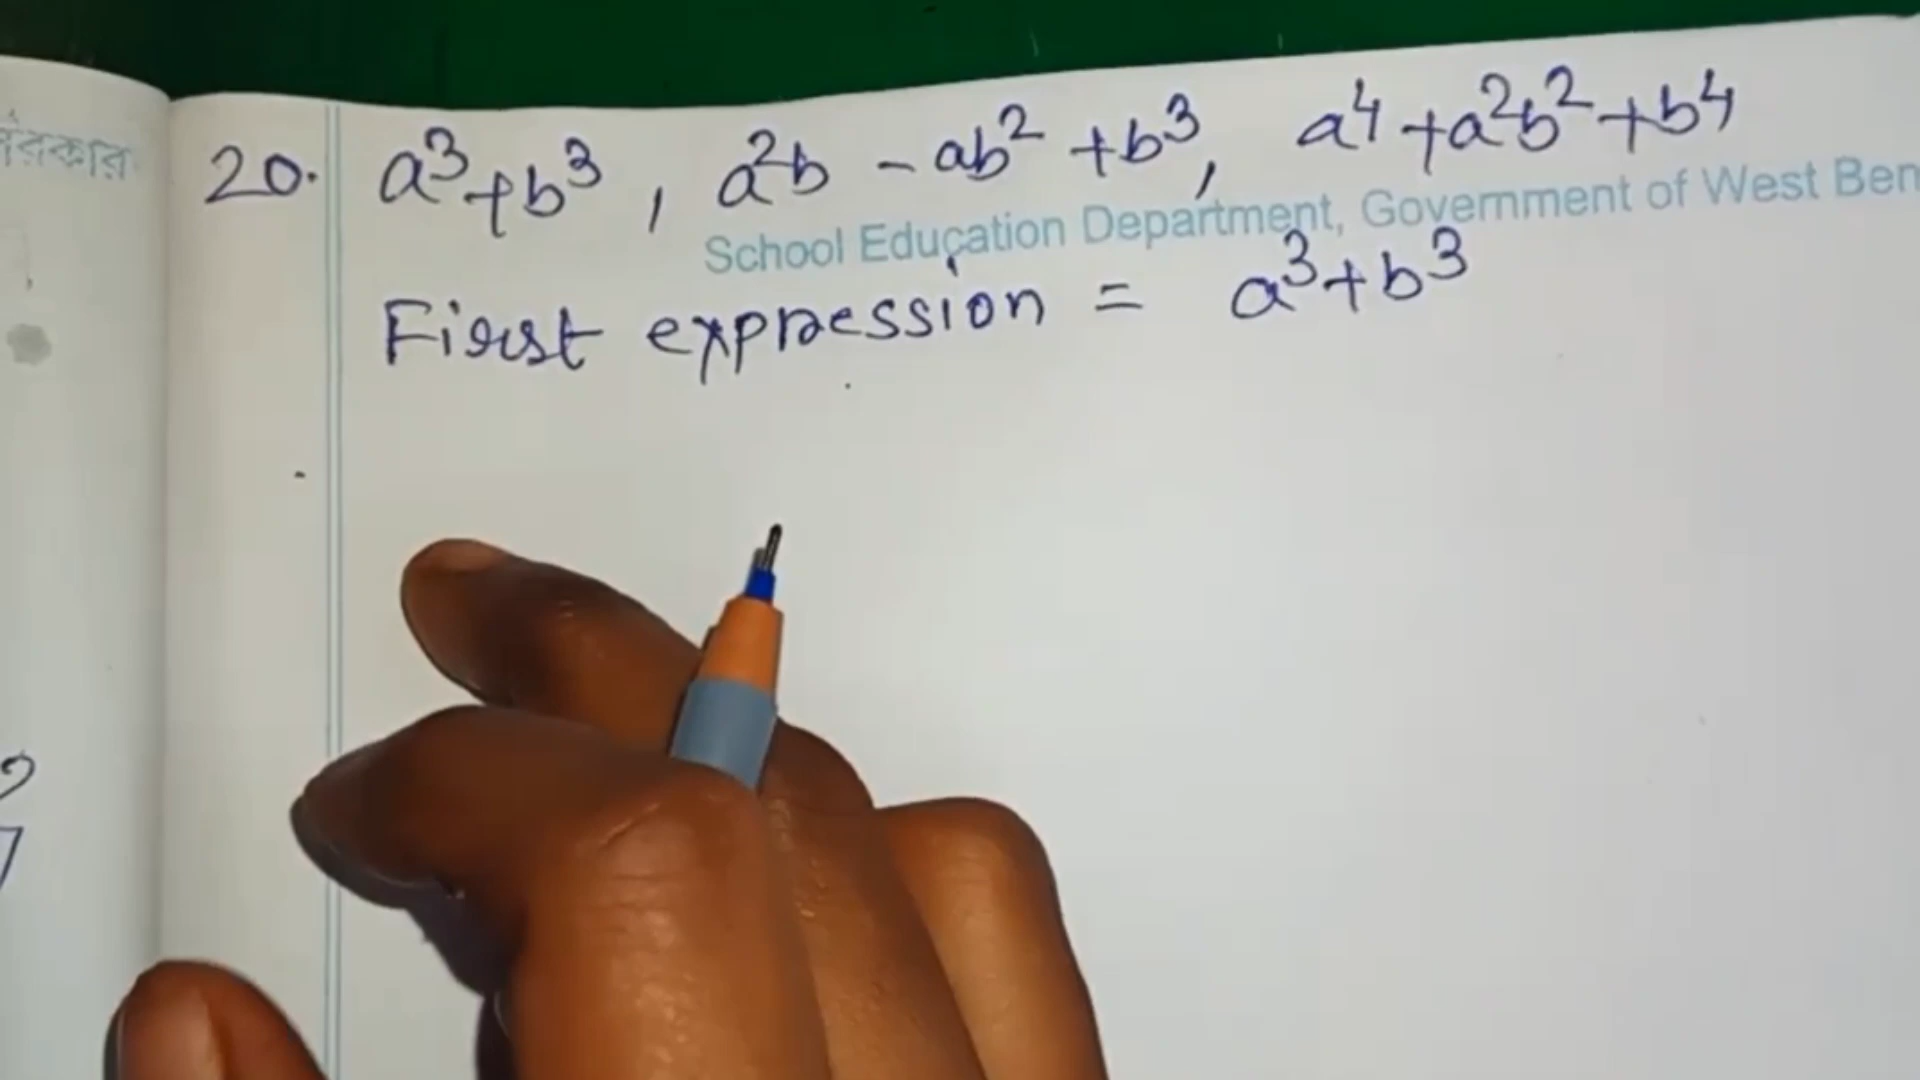 20. a³+b³, a²b - ab² +b³, a⁴+a²b²+b⁴
School Education Department, Government of West Ben
First expression = a³+b³